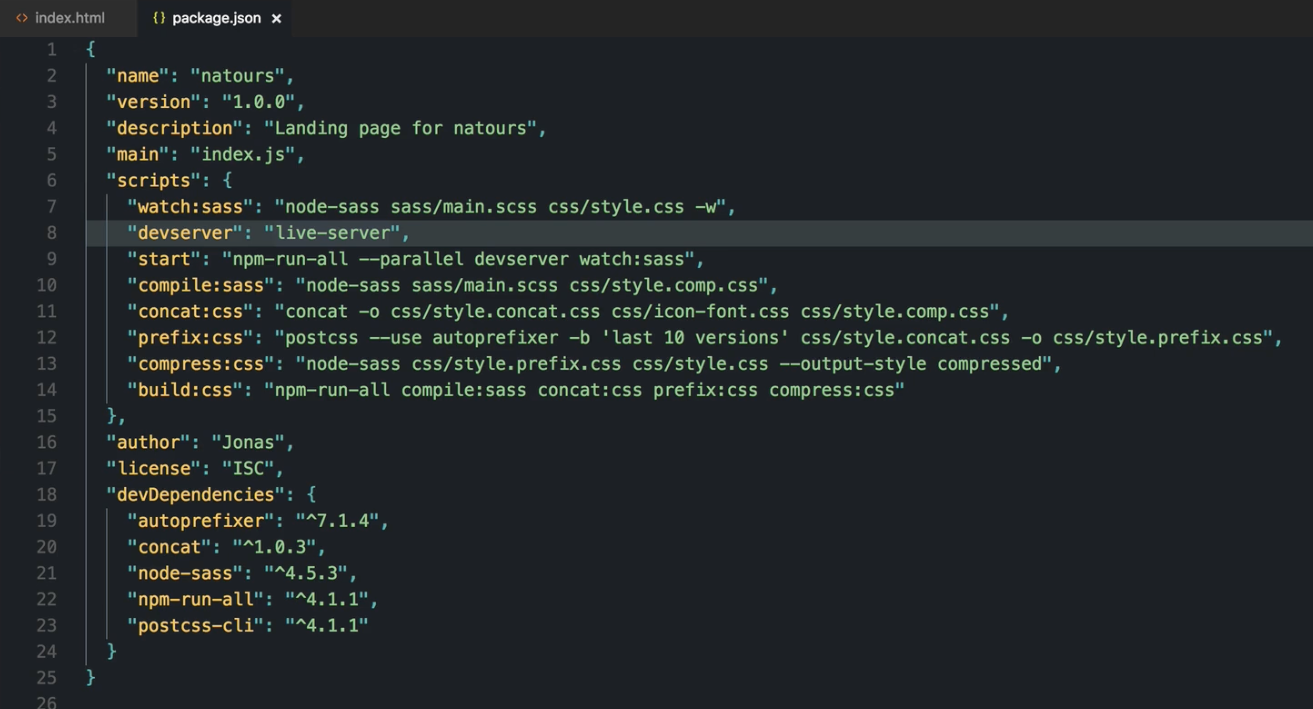 index.html
package.json
1 {
2 "name": "natours",
3 "version": "1.0.0",
4 "description": "Landing page for natours",
5 "main": "index.js",
6 "scripts": {
7 "watch:sass": "node-sass sass/main.scss css/style.css -w",
8 "devserver": "live-server",
9 "start": "npm-run-all --parallel devserver watch:sass",
10 "compile:sass": "node-sass sass/main.scss css/style.comp.css",
11 "concat:css": "concat -o css/style.concat.css css/icon-font.css css/style.comp.css",
12 "prefix:css": "postcss --use autoprefixer -b 'last 10 versions' css/style.concat.css -o css/style.prefix.css",
13 "compress:css": "node-sass css/style.prefix.css css/style.css --output-style compressed",
14 "build:css": "npm-run-all compile:sass concat:css prefix:css compress:css"
15 },
16 "author": "Jonas",
17 "license": "ISC",
18 "devDependencies": {
19 "autoprefixer": "^7.1.4",
20 "concat": "^1.0.3",
21 "node-sass": "^4.5.3",
22 "npm-run-all": "^4.1.1",
23 "postcss-cli": "^4.1.1"
24 }
25 }
26